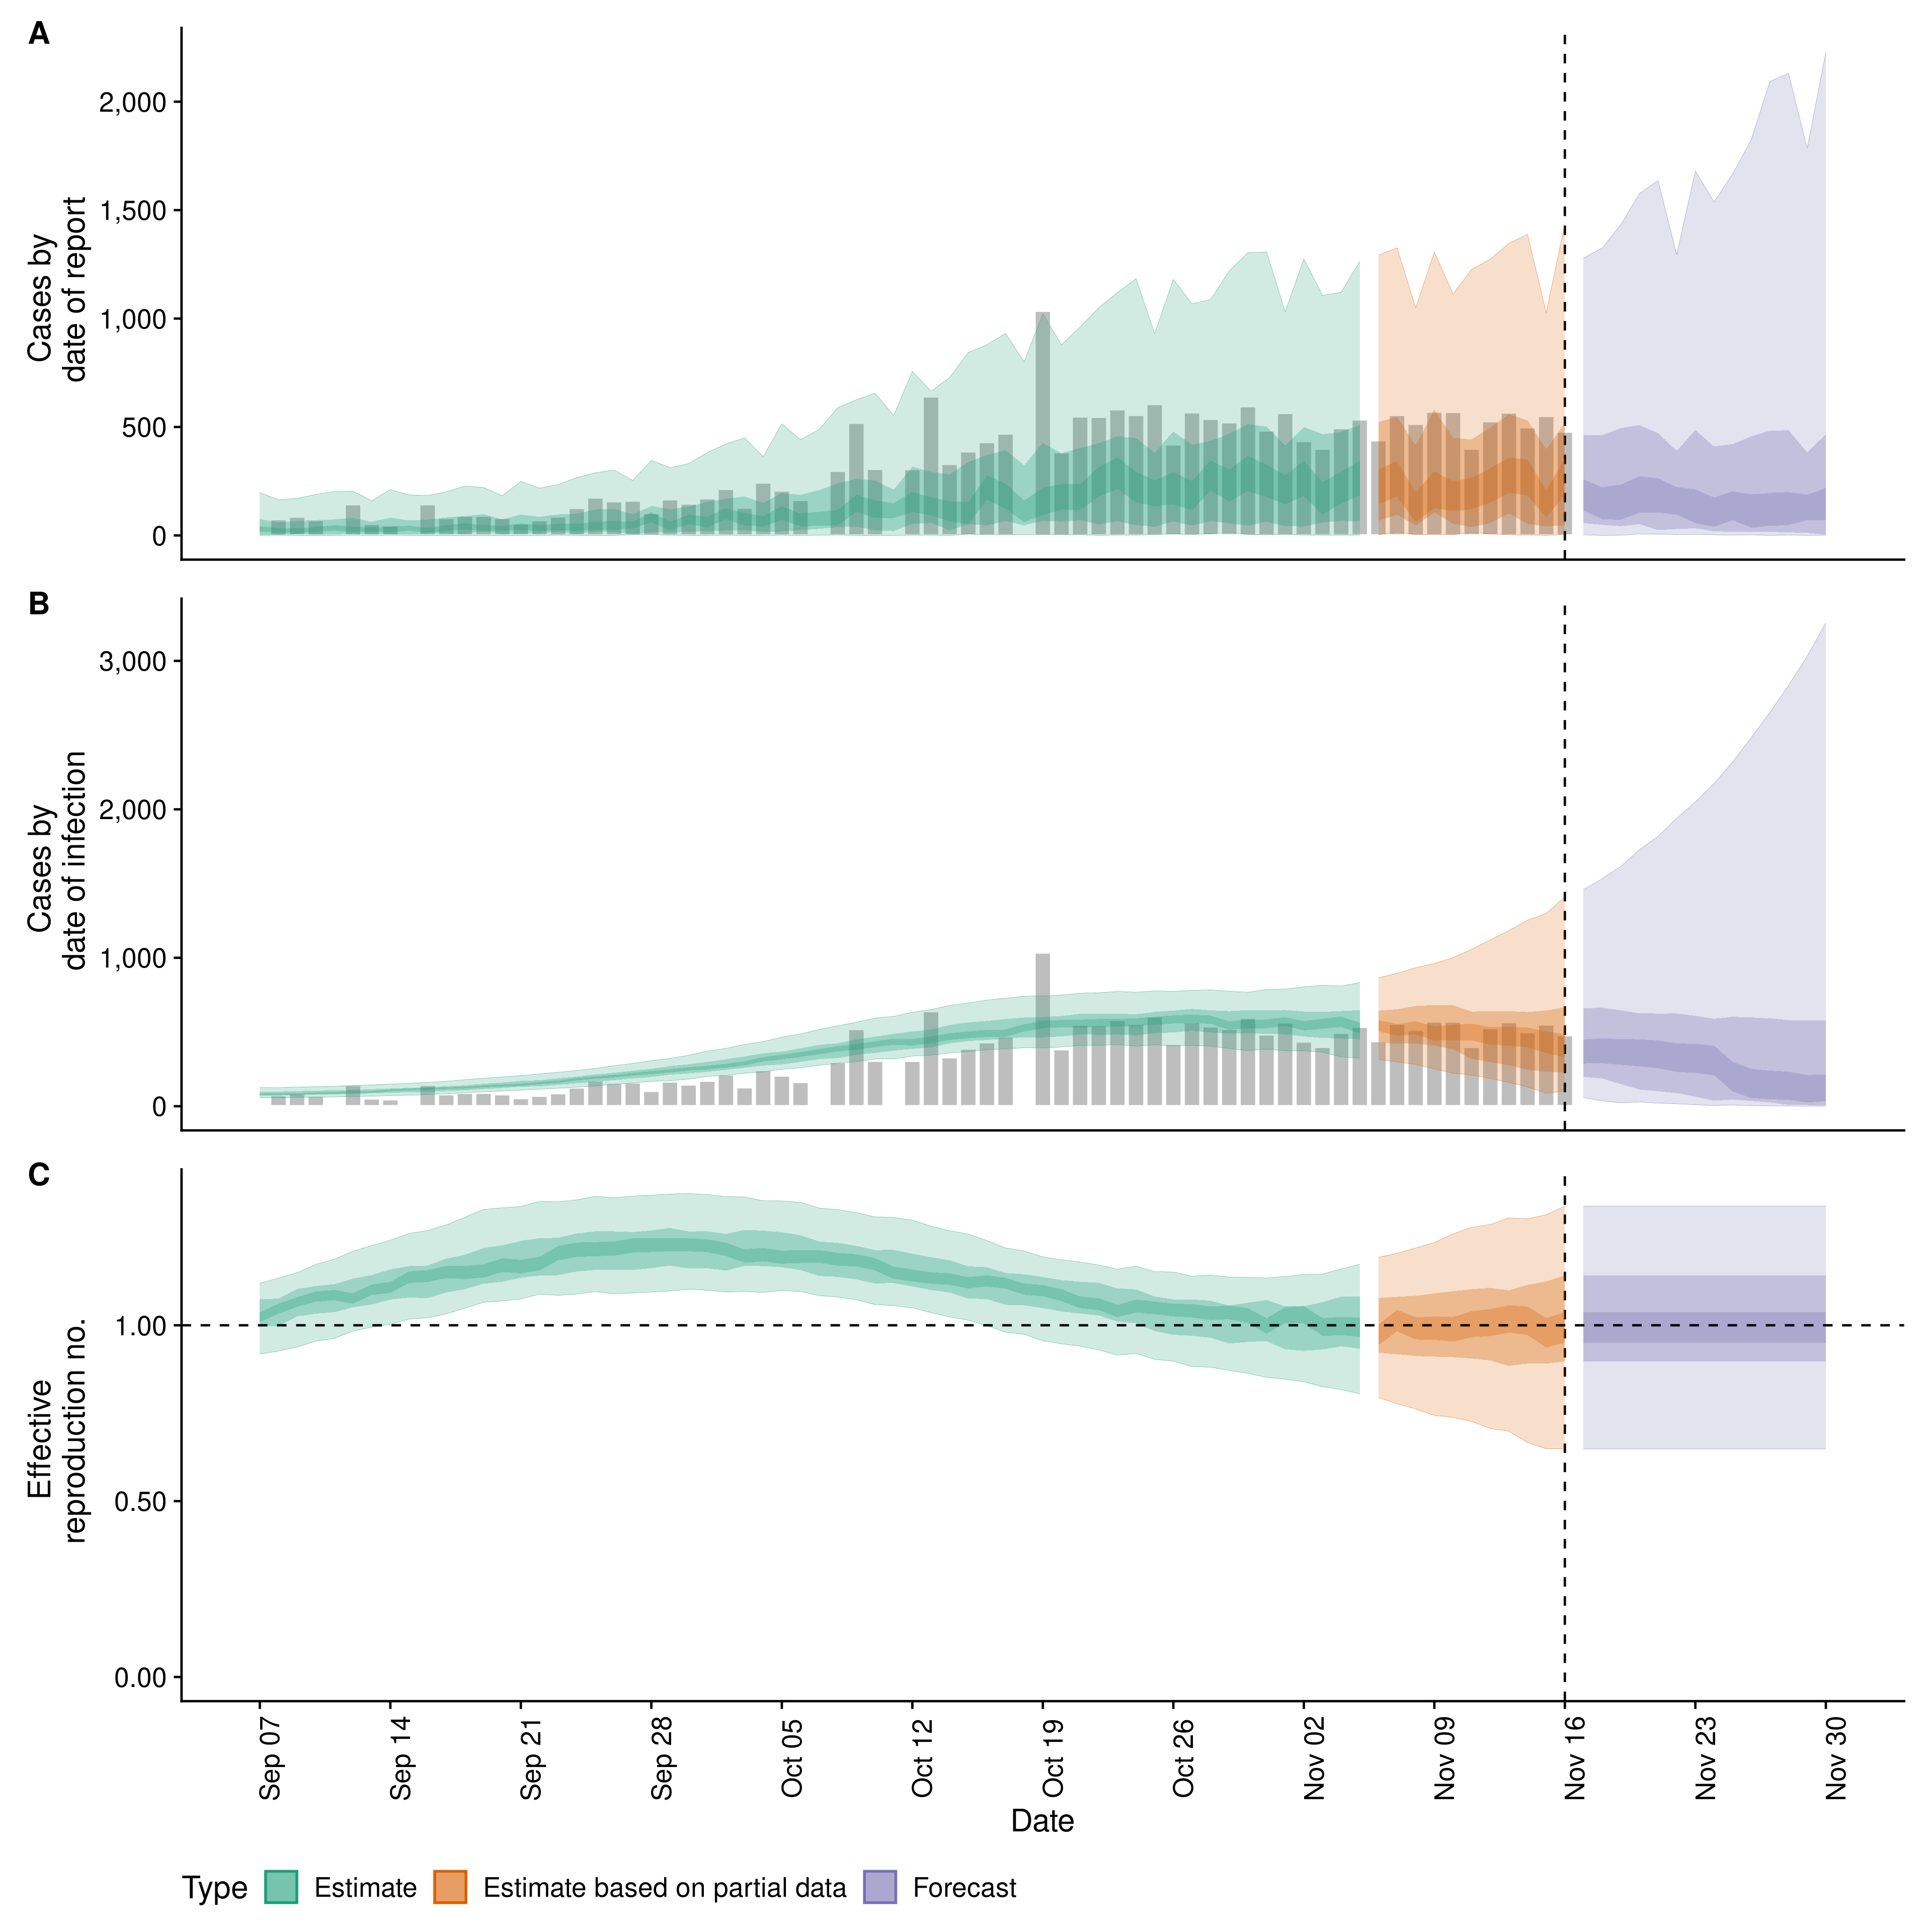 A
Cases by
date of report
2,000
1,500
1,000
500
0
B
Cases by
date of infection
3,000
2,000
1,000
0
C
Effective
reproduction no.
1.00
0.50
0.00
Sep 07
Sep 14
Sep 21
Sep 28
Oct 05
Oct 12
Oct 19
Oct 26
Nov 02
Nov 09
Nov 16
Nov 23
Nov 30
Date
Type Estimate Estimate based on partial data Forecast